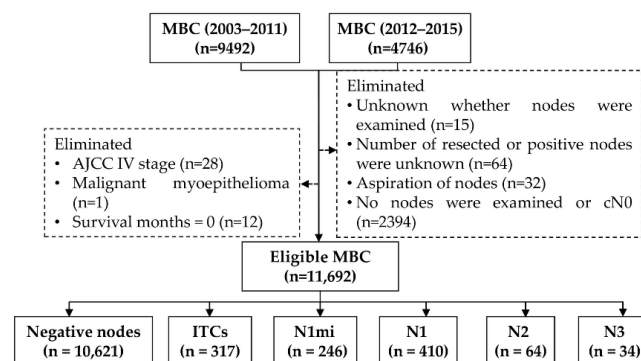 MBC (2003–2011)
(n=9492)
MBC (2012–2015)
(n=4746)
Eliminated
• Unknown whether nodes were
examined (n=15)
• Number of resected or positive nodes
were unknown (n=64)
• Aspiration of nodes (n=32)
• No nodes were examined or cN0
(n=2394)
Eliminated
• AJCC IV stage (n=28)
• Malignant myoepithelioma
(n=1)
• Survival months = 0 (n=12)
Eligible MBC
(n=11,692)
Negative nodes
(n = 10,621)
ITCs
(n = 317)
N1mi
(n = 246)
N1
(n = 410)
N2
(n = 64)
N3
(n = 34)